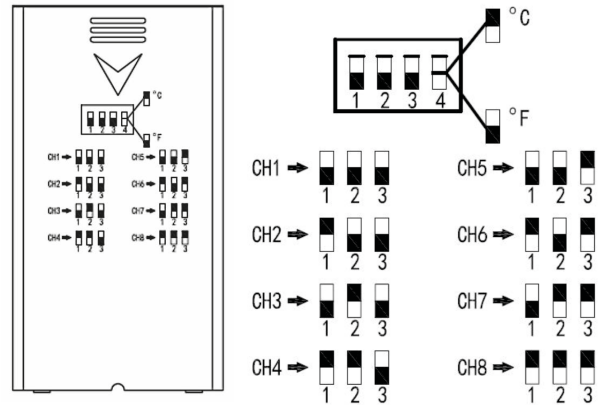 °C
1 2 3 4
°F
CH1 1 2 3
CH5 1 2 3
CH2 1 2 3
CH6 1 2 3
CH3 1 2 3
CH7 1 2 3
CH4 1 2 3
CH8 1 2 3
°C
1 2 3 4
°F
CH1 1 2 3
CH5 1 2 3
CH2 1 2 3
CH6 1 2 3
CH3 1 2 3
CH7 1 2 3
CH4 1 2 3
CH8 1 2 3